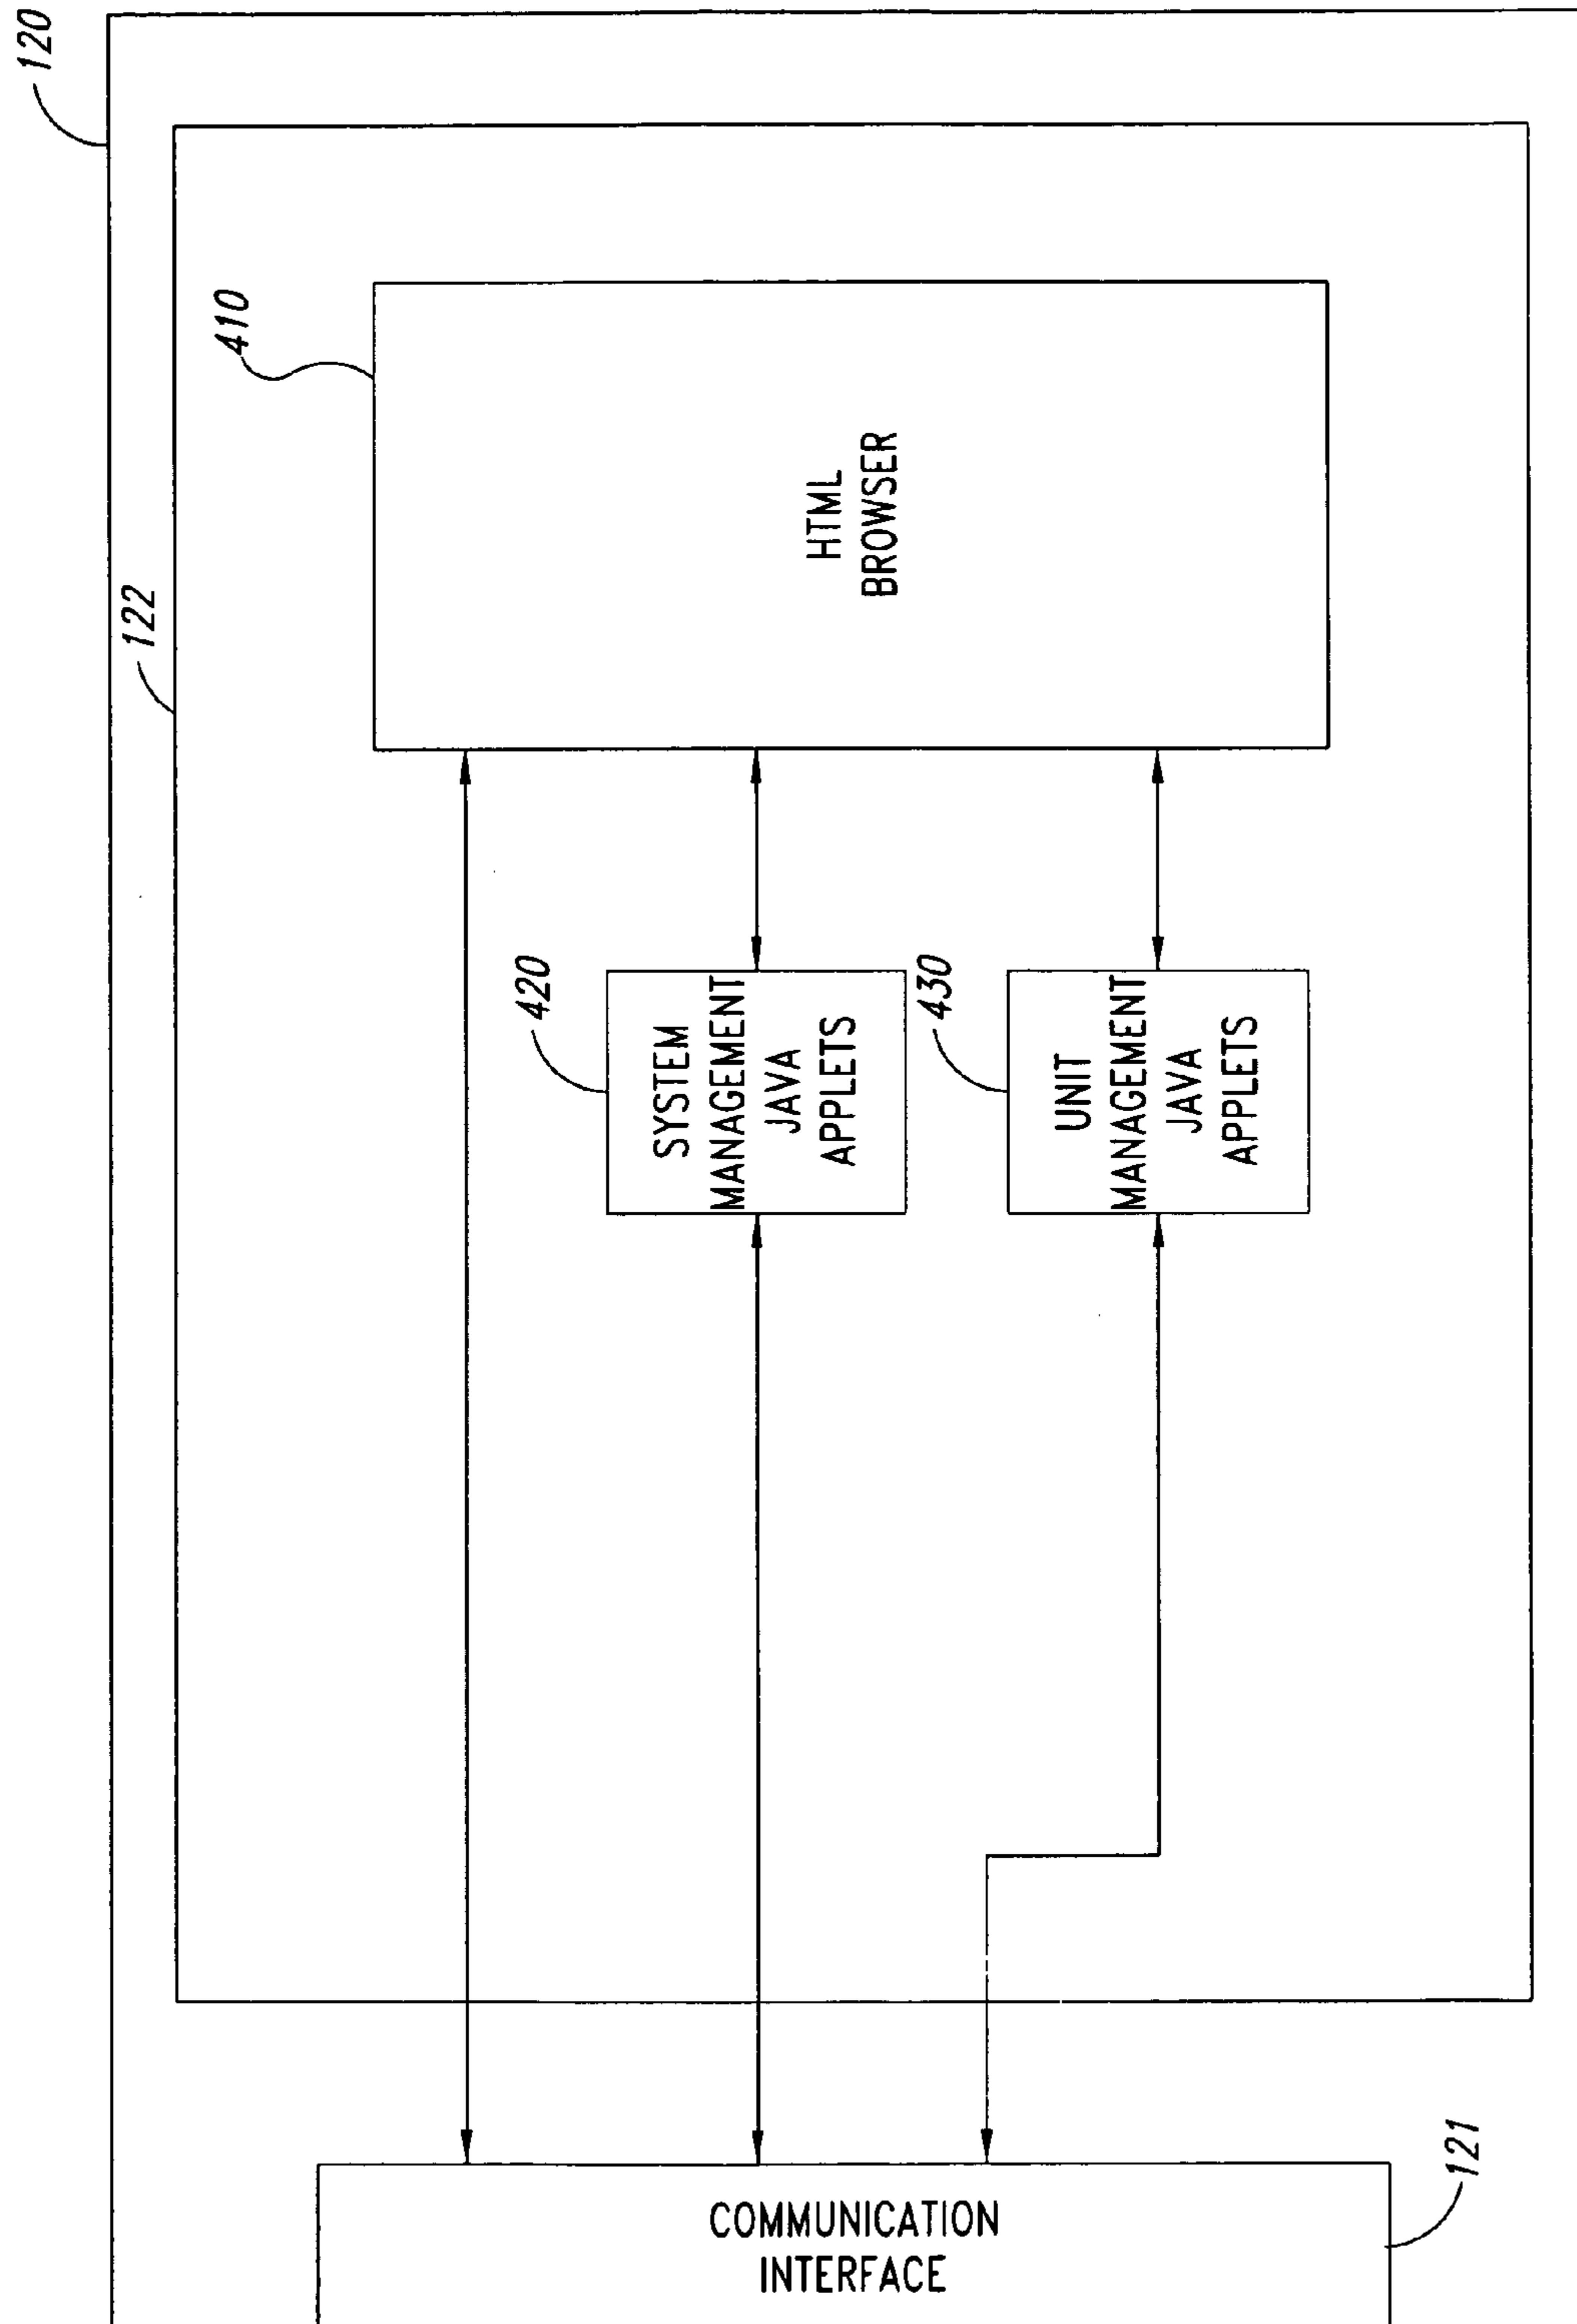 120
122
410
HTML
BROWSER
420
SYSTEM
MANAGEMENT
JAVA
APPLETS
430
UNIT
MANAGEMENT
JAVA
APPLETS
COMMUNICATION
INTERFACE
121